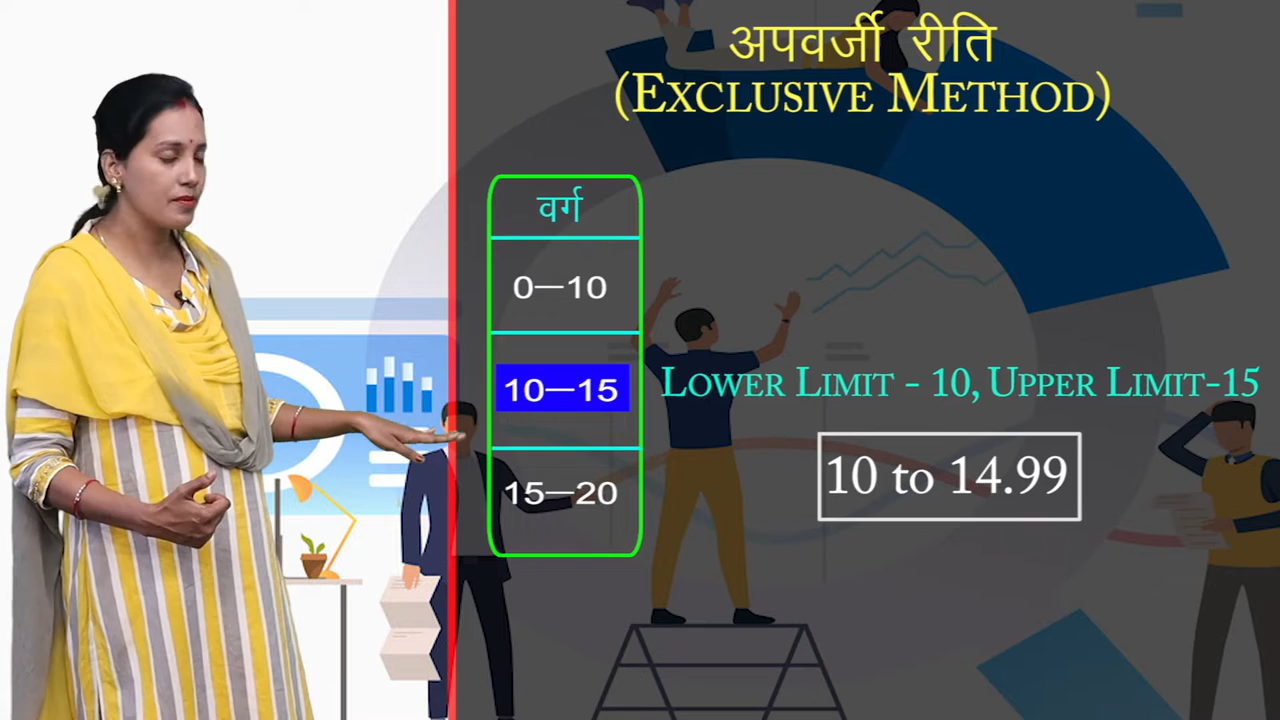 अपवर्जी रीति
(EXCLUSIVE METHOD)
वर्ग
0—10
10—15
LOWER LIMIT - 10, UPPER LIMIT-15
10 to 14.99
15—20